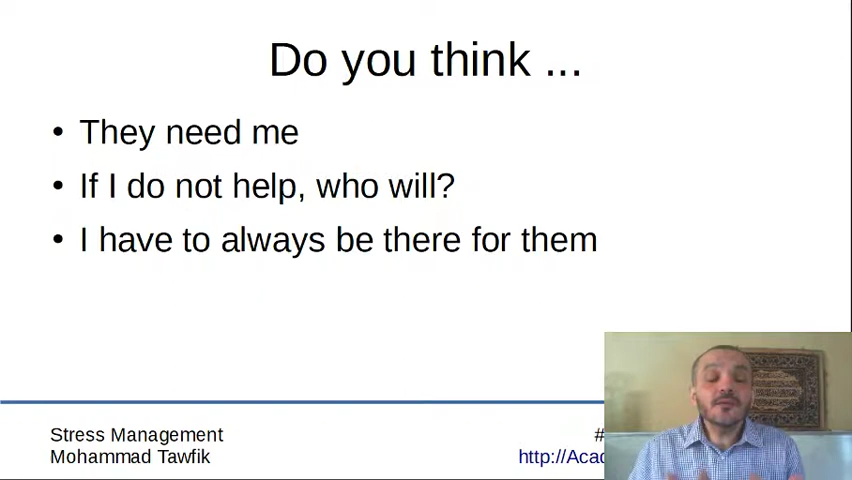 Do you think ...
• They need me
• If I do not help, who will?
• I have to always be there for them
Stress Management
Mohammad Tawfik
#
http://Acad